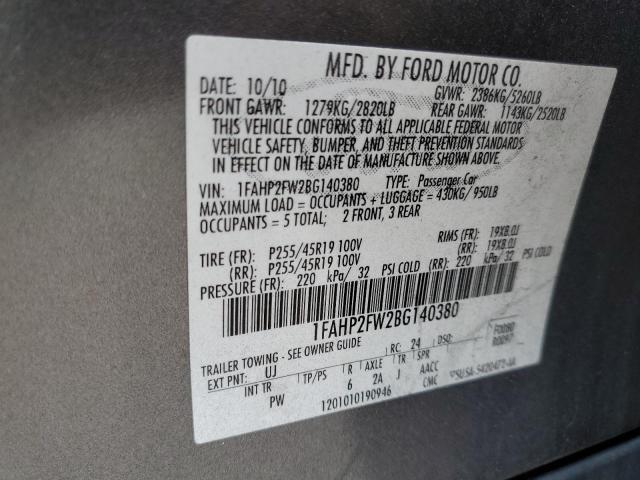 MFD. BY FORD MOTOR CO.
DATE: 10/10 GVWR: 2386KG/5260LB
FRONT GAWR: 1279KG/2820LB REAR GAWR: 1143KG/2520LB
THIS VEHICLE CONFORMS TO ALL APPLICABLE FEDERAL MOTOR
VEHICLE SAFETY, BUMPER, AND THEFT PREVENTION STANDARDS
IN EFFECT ON THE DATE OF MANUFACTURE SHOWN ABOVE.
VIN: 1FAHP2FW2BG140380 TYPE: Passenger Car
MAXIMUM LOAD = OCCUPANTS + LUGGAGE = 430KG/ 950LB
OCCUPANTS = 5 TOTAL; 2 FRONT, 3 REAR
TIRE (FR): P255/45R19 100V RIMS (FR): 19X8.0J
(RR): P255/45R19 100V (RR): 19X8.0J
PRESSURE (FR): 220 kPa/ 32 PSI COLD (RR): 220 kPa/ 32 PSI COLD
1FAHP2FW2BG140380
TRAILER TOWING - SEE OWNER GUIDE RC: 24 DSO: F0080
EXT PNT: UJ R0097
INT TR TP/PS R AXLE TR SPR
PW 6 2A J AACC
CMC
1201010190946